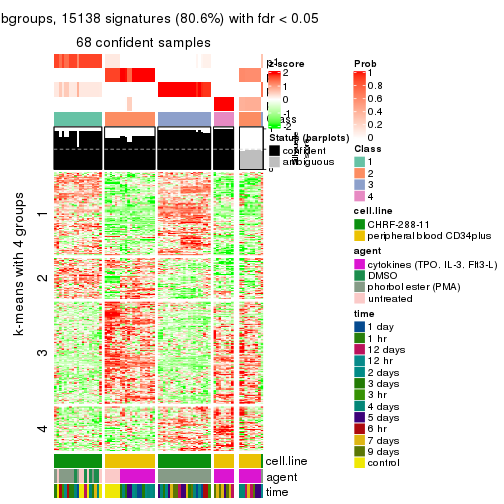 bgroups, 15138 signatures (80.6%) with fdr < 0.05
68 confident samples
z-score
2
1
0
-1
-2
Status (barplots)
confident
ambiguous
k-means with 4 groups
1
2
3
4
cell.line
agent
time
Prob
1
0.8
0.6
0.4
0.2
0
Class
1
2
3
4
cell.line
CHRF-288-11
peripheral blood CD34plus
agent
cytokines (TPO, IL-3, Flt3-L)
DMSO
phorbol ester (PMA)
untreated
time
1 day
1 hr
12 days
12 hr
2 days
3 days
3 hr
4 days
5 days
6 hr
7 days
9 days
control